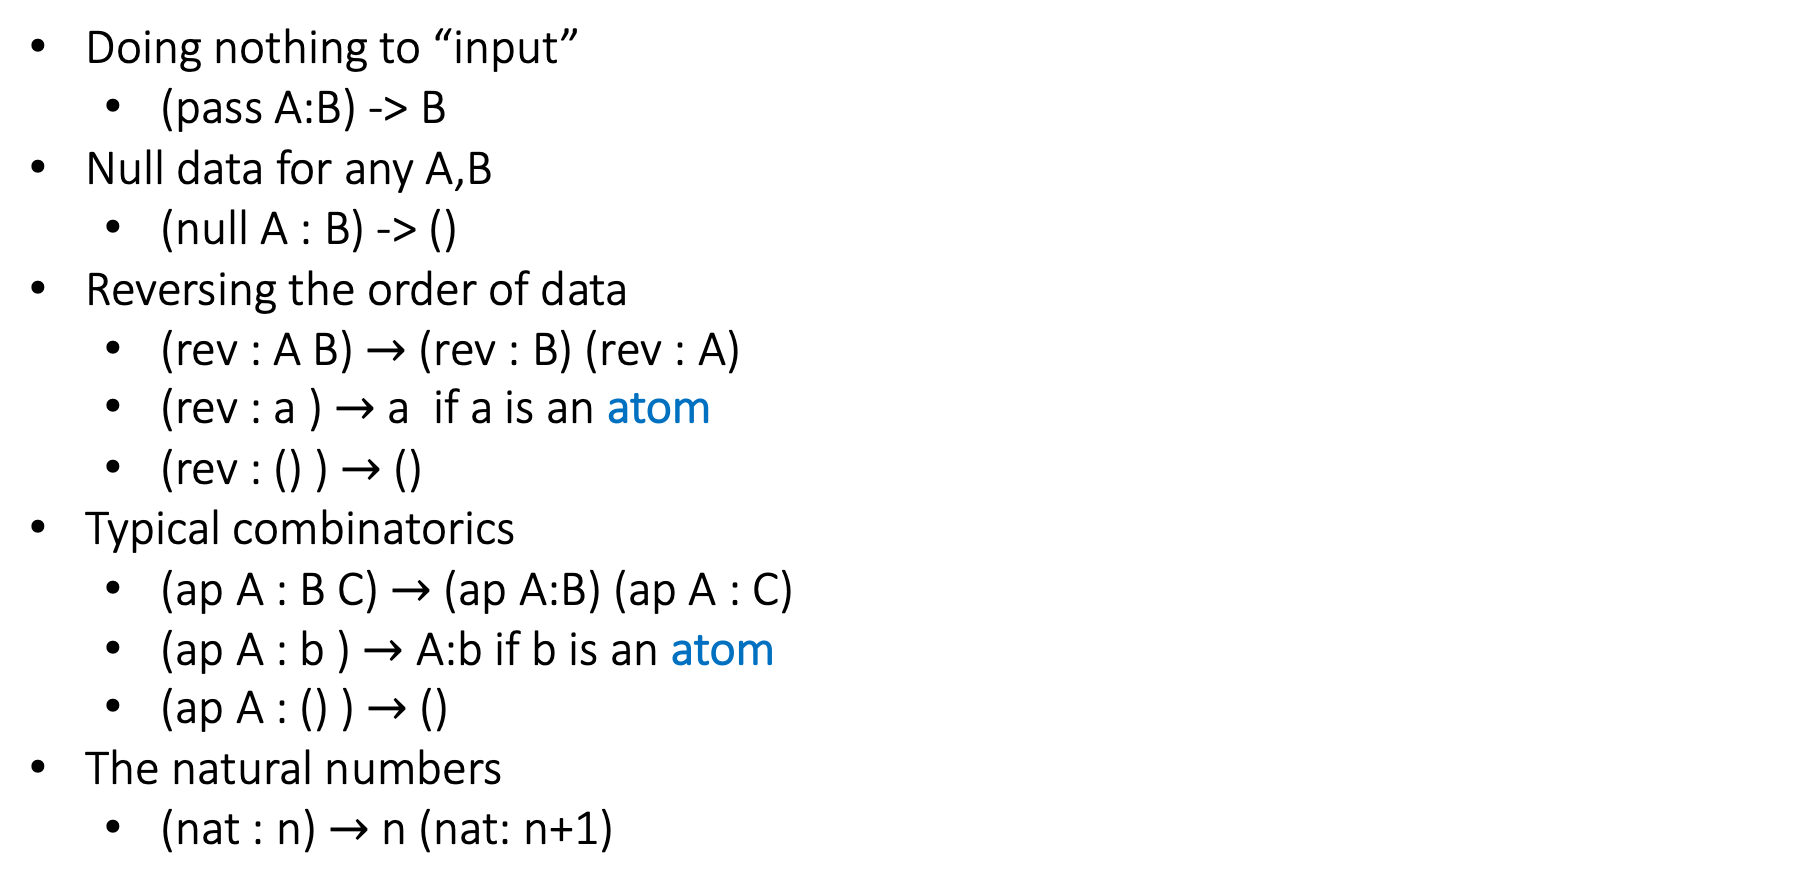 • Doing nothing to “input”
• (pass A:B) -> B
• Null data for any A,B
• (null A : B) -> ()
• Reversing the order of data
• (rev : A B) → (rev : B) (rev : A)
• (rev : a ) → a  if a is an atom
• (rev : () ) → ()
• Typical combinatorics
• (ap A : B C) → (ap A:B) (ap A : C)
• (ap A : b ) → A:b if b is an atom
• (ap A : () ) → ()
• The natural numbers
• (nat : n) → n (nat: n+1)